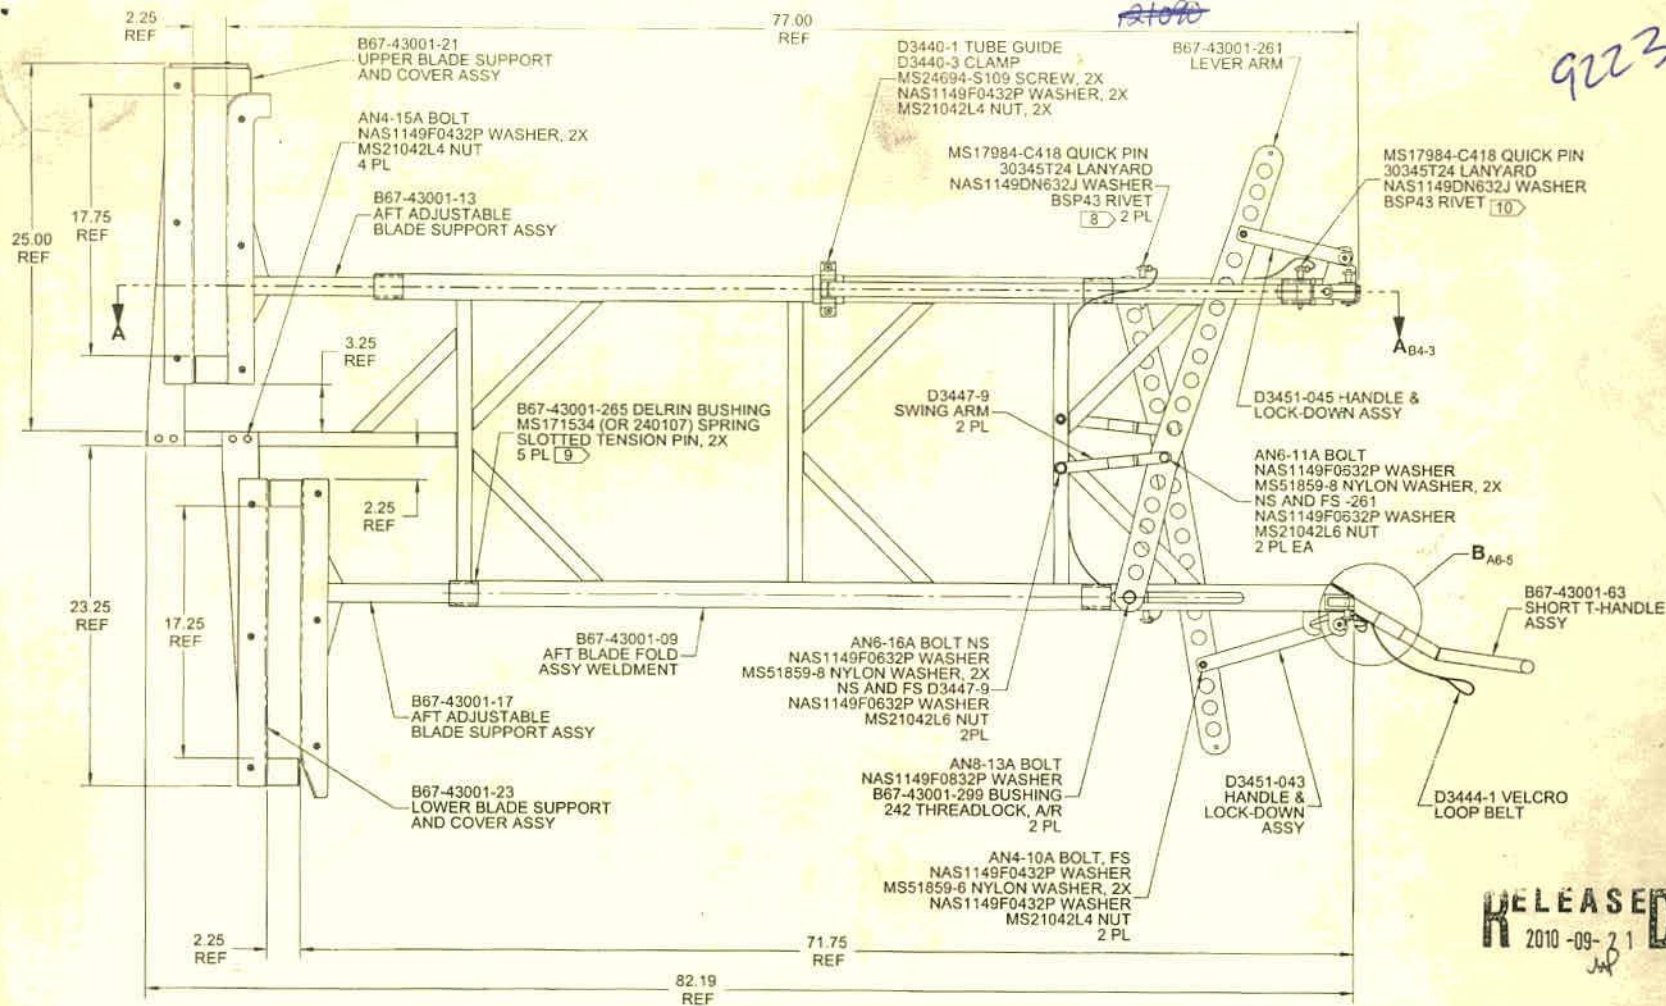 2.25
REF
77.00
REF
9223
B67-43001-21
UPPER BLADE SUPPORT
AND COVER ASSY
D3440-1 TUBE GUIDE
D3440-3 CLAMP
MS24694-S109 SCREW, 2X
NAS1149F0432P WASHER, 2X
MS21042L4 NUT, 2X
B67-43001-261
LEVER ARM
AN4-15A BOLT
NAS1149F0432P WASHER, 2X
MS21042L4 NUT
4 PL
MS17984-C418 QUICK PIN
30345T24 LANYARD
NAS1149DN632J WASHER
BSP43 RIVET
8 2 PL
MS17984-C418 QUICK PIN
30345T24 LANYARD
NAS1149DN632J WASHER
BSP43 RIVET 10
B67-43001-13
AFT ADJUSTABLE
BLADE SUPPORT ASSY
17.75
REF
25.00
REF
A
A B4-3
3.25
REF
B67-43001-265 DELRIN BUSHING
MS171534 (OR 240107) SPRING
SLOTTED TENSION PIN, 2X
5 PL 9
D3447-9
SWING ARM
2 PL
D3451-045 HANDLE &
LOCK-DOWN ASSY
AN6-11A BOLT
NAS1149F0632P WASHER
MS51859-8 NYLON WASHER, 2X
NS AND FS -261
NAS1149F0632P WASHER
MS21042L6 NUT
2 PL EA
2.25
REF
B A6-5
23.25
REF
17.25
REF
B67-43001-63
SHORT T-HANDLE
ASSY
B67-43001-09
AFT BLADE FOLD
ASSY WELDMENT
AN6-16A BOLT NS
NAS1149F0632P WASHER
MS51859-8 NYLON WASHER, 2X
NS AND FS D3447-9
NAS1149F0632P WASHER
MS21042L6 NUT
2PL
B67-43001-17
AFT ADJUSTABLE
BLADE SUPPORT ASSY
AN8-13A BOLT
NAS1149F0832P WASHER
B67-43001-299 BUSHING
242 THREADLOCK, A/R
2 PL
B67-43001-23
LOWER BLADE SUPPORT
AND COVER ASSY
D3451-043
HANDLE &
LOCK-DOWN
ASSY
D3444-1 VELCRO
LOOP BELT
AN4-10A BOLT, FS
NAS1149F0432P WASHER
MS51859-6 NYLON WASHER, 2X
NAS1149F0432P WASHER
MS21042L4 NUT
2 PL
RELEASED
2010-09-21
2.25
REF
71.75
REF
82.19
REF